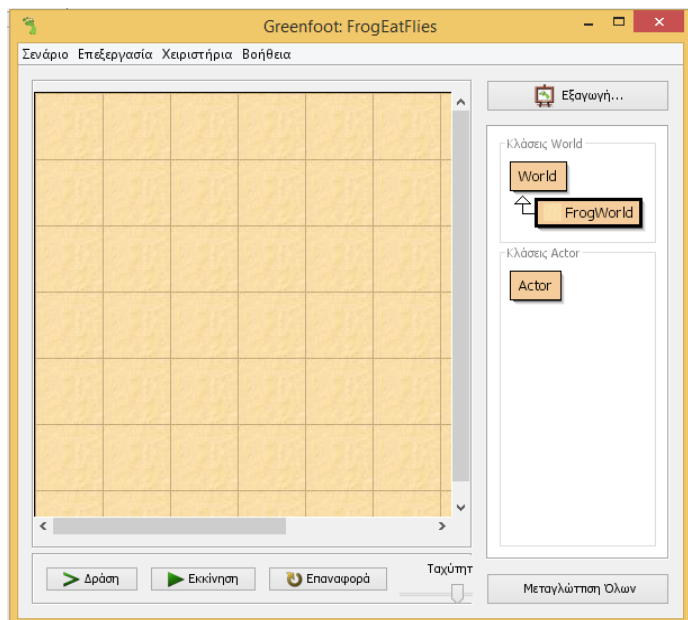 Greenfoot: FrogEatFlies
Σενάριο Επεξεργασία Χειριστήρια Βοήθεια
Εξαγωγή...
Κλάσεις World
World
FrogWorld
Κλάσεις Actor
Actor
Δράση
Εκκίνηση
Επαναφορά
Ταχύτητ
Μεταγλώττιση Όλων